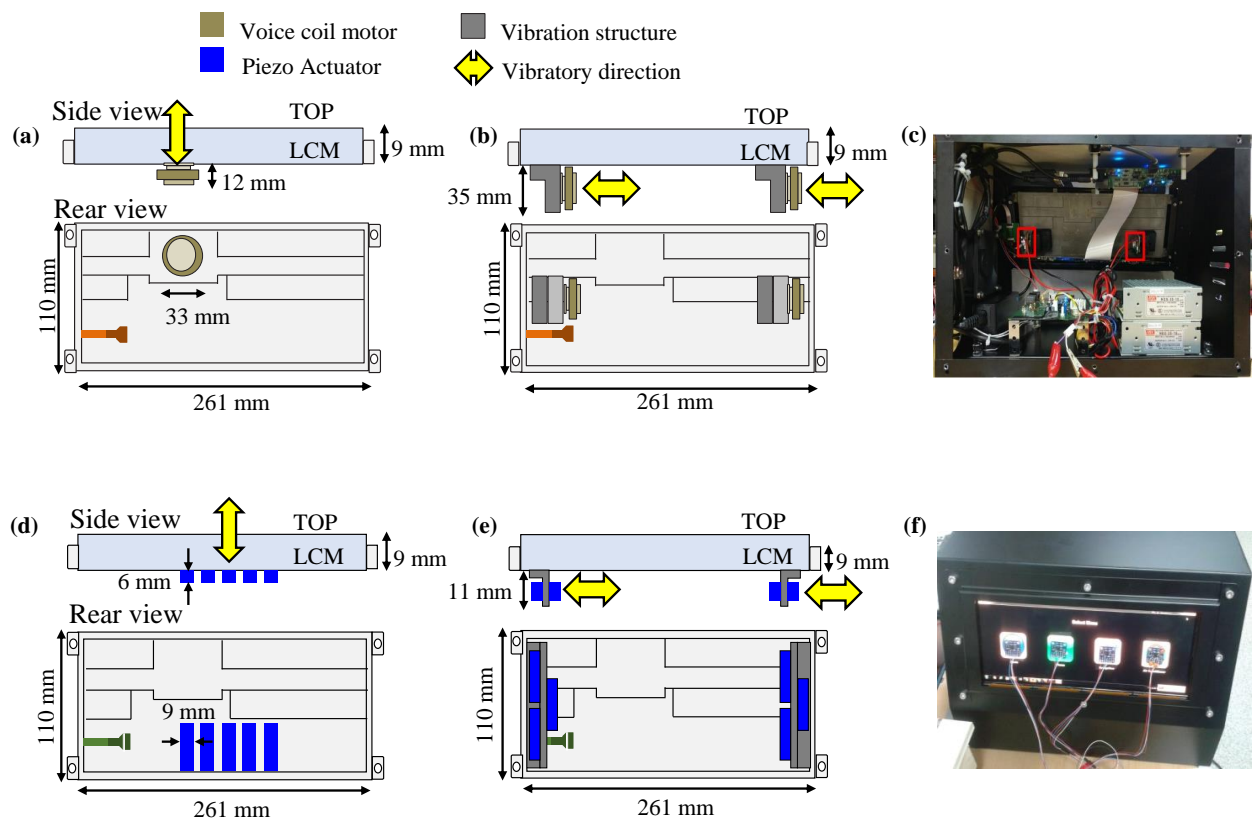 Voice coil motor
Vibration structure
Piezo Actuator
Vibratory direction
(a)
Side view
TOP
LCM
9 mm
12 mm
Rear view
110 mm
33 mm
261 mm
(b)
TOP
LCM
9 mm
35 mm
110 mm
261 mm
(c)
(d)
Side view
TOP
LCM
9 mm
6 mm
Rear view
110 mm
9 mm
261 mm
(e)
TOP
LCM
9 mm
11 mm
110 mm
261 mm
(f)